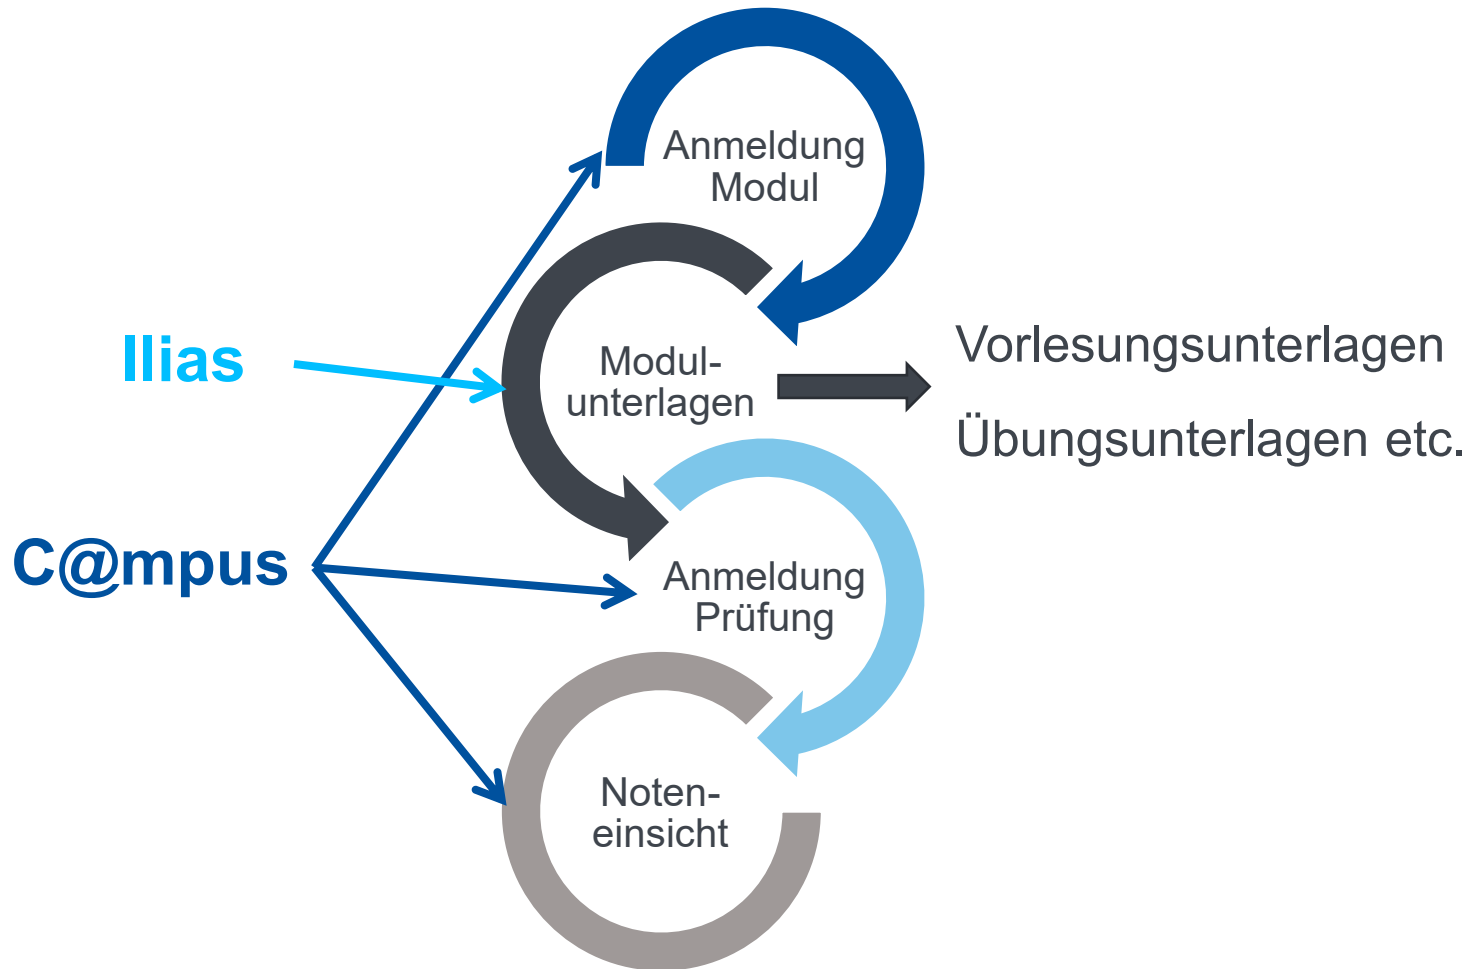 Anmeldung
Modul
Ilias
Modul-
unterlagen
Vorlesungsunterlagen
Übungsunterlagen etc.
C@mpus
Anmeldung
Prüfung
Noten-
einsicht